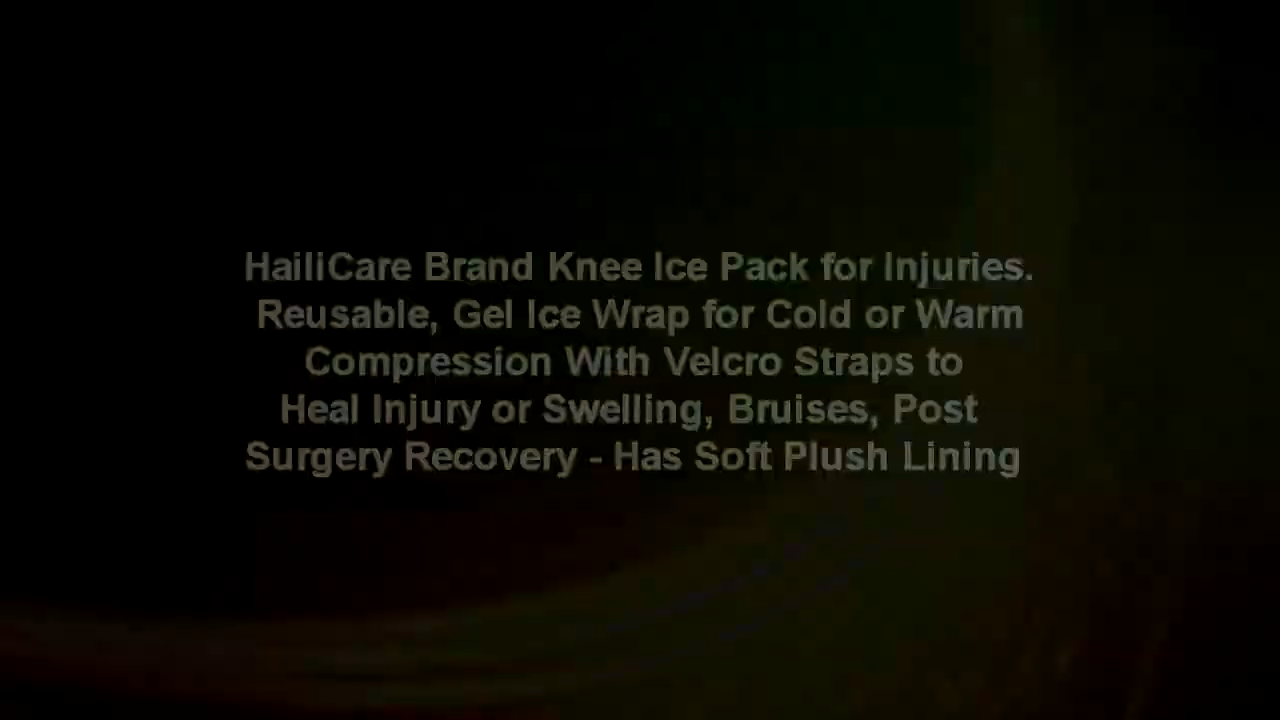 HailiCare Brand Knee Ice Pack for Injuries.
Reusable, Gel Ice Wrap for Cold or Warm
Compression With Velcro Straps to
Heal Injury or Swelling, Bruises, Post
Surgery Recovery - Has Soft Plush Lining